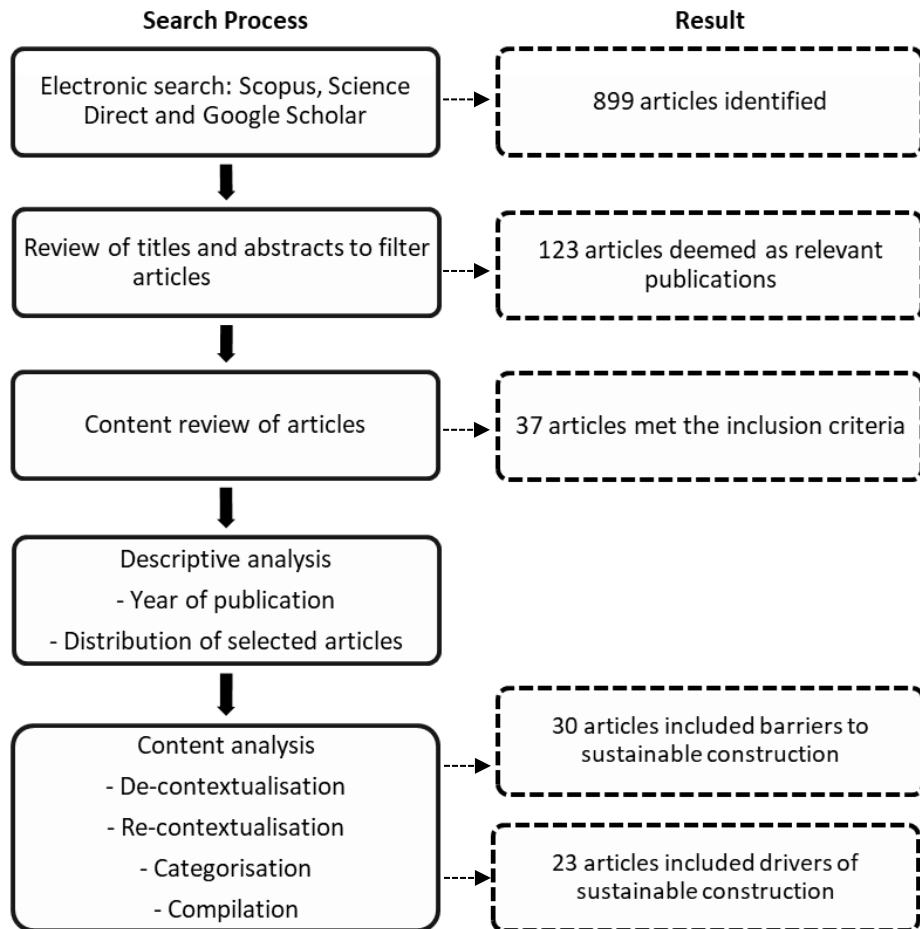 Search Process
Result
Electronic search: Scopus, Science
Direct and Google Scholar
899 articles identified
Review of titles and abstracts to filter
articles
123 articles deemed as relevant
publications
Content review of articles
37 articles met the inclusion criteria
Descriptive analysis
- Year of publication
- Distribution of selected articles
Content analysis
- De-contextualisation
- Re-contextualisation
- Categorisation
- Compilation
30 articles included barriers to
sustainable construction
23 articles included drivers of
sustainable construction